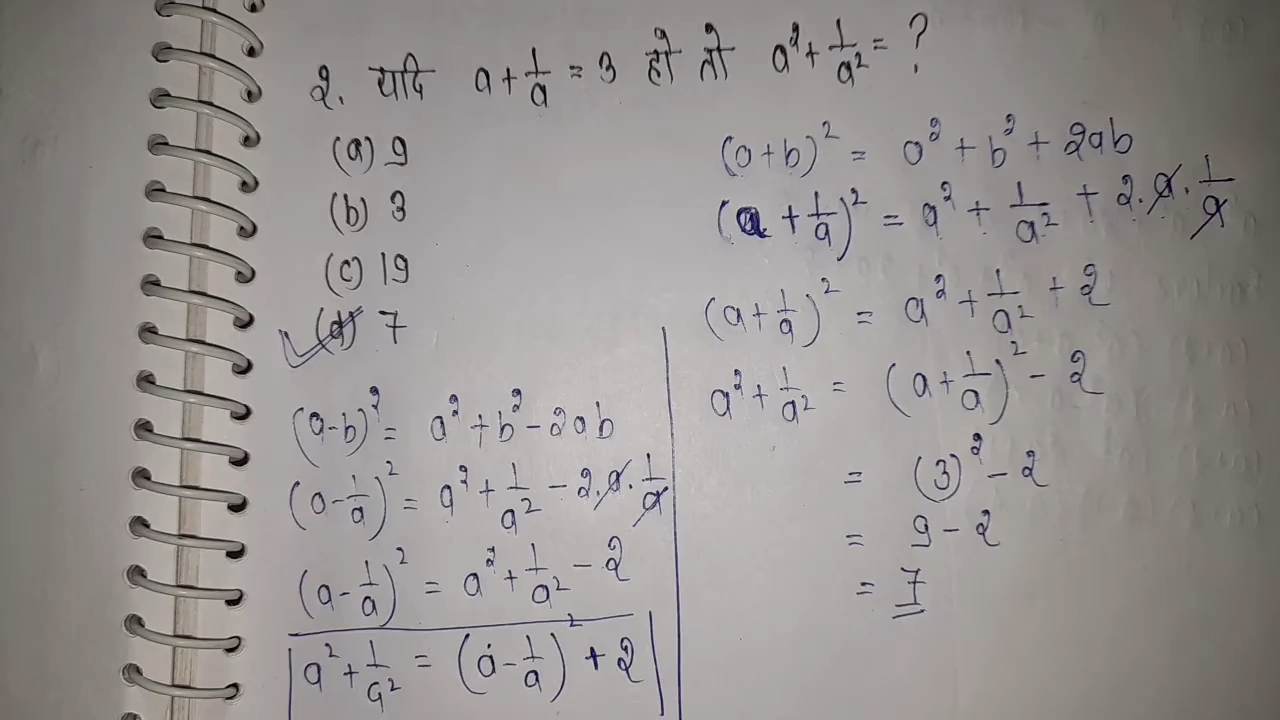 2. यदि a + 1/a = 3 हो तो a² + 1/a² = ?
(a) 9
(b) 3
(c) 19
(d) 7
(a-b)² = a² + b² - 2ab
(a - 1/a)² = a² + 1/a² - 2.a.1/a
(a - 1/a)² = a² + 1/a² - 2
a² + 1/a² = (a - 1/a)² + 2
(a+b)² = a² + b² + 2ab
(a + 1/a)² = a² + 1/a² + 2.a.1/a
(a + 1/a)² = a² + 1/a² + 2
a² + 1/a² = (a + 1/a)² - 2
= (3)² - 2
= 9 - 2
= 7